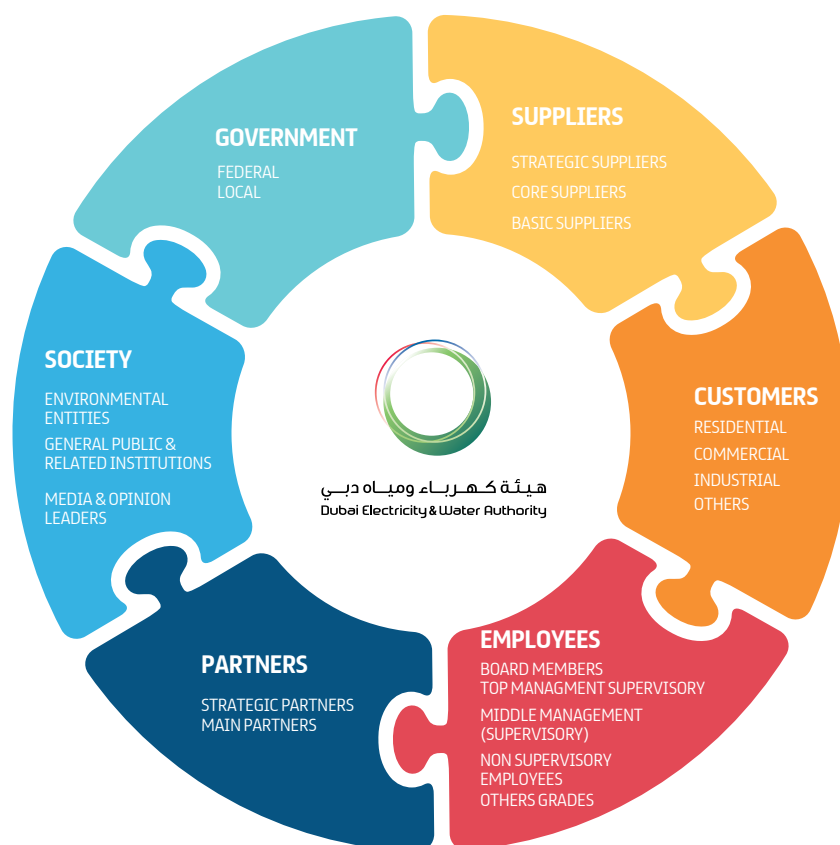 GOVERNMENT
FEDERAL
LOCAL
SUPPLIERS
STRATEGIC SUPPLIERS
CORE SUPPLIERS
BASIC SUPPLIERS
SOCIETY
ENVIRONMENTAL
ENTITIES
GENERAL PUBLIC &
RELATED INSTITUTIONS
MEDIA & OPINION
LEADERS
هيئة كهرباء ومياه دبي
Dubai Electricity & Water Authority
CUSTOMERS
RESIDENTIAL
COMMERCIAL
INDUSTRIAL
OTHERS
PARTNERS
STRATEGIC PARTNERS
MAIN PARTNERS
EMPLOYEES
BOARD MEMBERS
TOP MANAGMENT SUPERVISORY
MIDDLE MANAGEMENT
(SUPERVISORY)
NON SUPERVISORY
EMPLOYEES
OTHERS GRADES